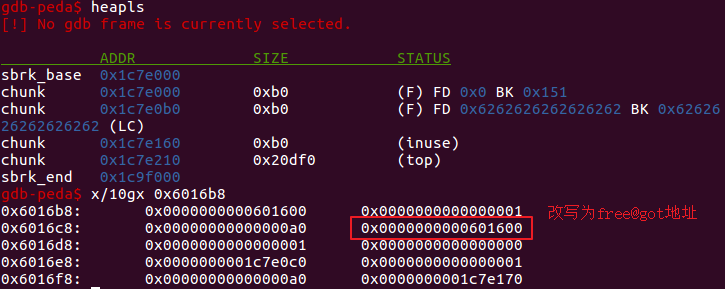 gdb-peda$ heapls
[!] No gdb frame is currently selected.
ADDR SIZE STATUS
sbrk_base 0x1c7e000
chunk 0x1c7e000 0xb0 (F) FD 0x0 BK 0x151
chunk 0x1c7e0b0 0xb0 (F) FD 0x6262626262626262 BK 0x62626
26262626262 (LC)
chunk 0x1c7e160 0xb0 (inuse)
chunk 0x1c7e210 0x20df0 (top)
sbrk_end 0x1c9f000
gdb-peda$ x/10gx 0x6016b8
0x6016b8: 0x0000000000601600 0x0000000000000001
0x6016c8: 0x00000000000000a0 0x0000000000601600
0x6016d8: 0x0000000000000001 0x0000000000000000
0x6016e8: 0x0000000001c7e0c0 0x0000000000000001
0x6016f8: 0x00000000000000a0 0x0000000001c7e170
改写为free@got地址